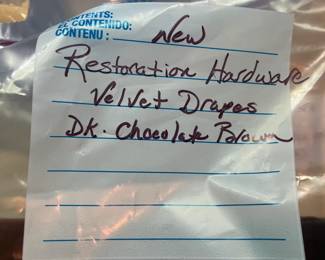 CONTENTS:
EL CONTENIDO:
CONTENU: New
Restoration Hardware
Velvet Drapes
DK. Chocolate Brown